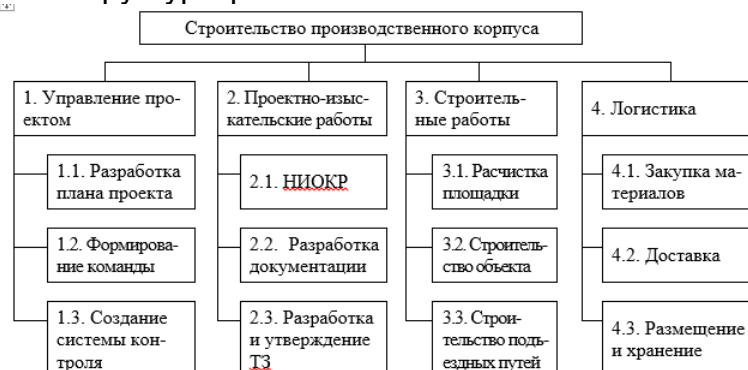 Строительство производственного корпуса
1. Управление про-
ектом
1.1. Разработка
плана проекта
1.2. Формирова-
ние команды
1.3. Создание
системы кон-
троля
2. Проектно-изыс-
кательские работы
2.1. НИОКР
2.2. Разработка
документации
2.3. Разработка
и утверждение
ТЗ
3. Строитель-
ные работы
3.1. Расчистка
площадки
3.2. Строитель-
ство объекта
3.3. Строи-
тельство подъ-
ездных путей
4. Логистика
4.1. Закупка ма-
териалов
4.2. Доставка
4.3. Размещение
и хранение